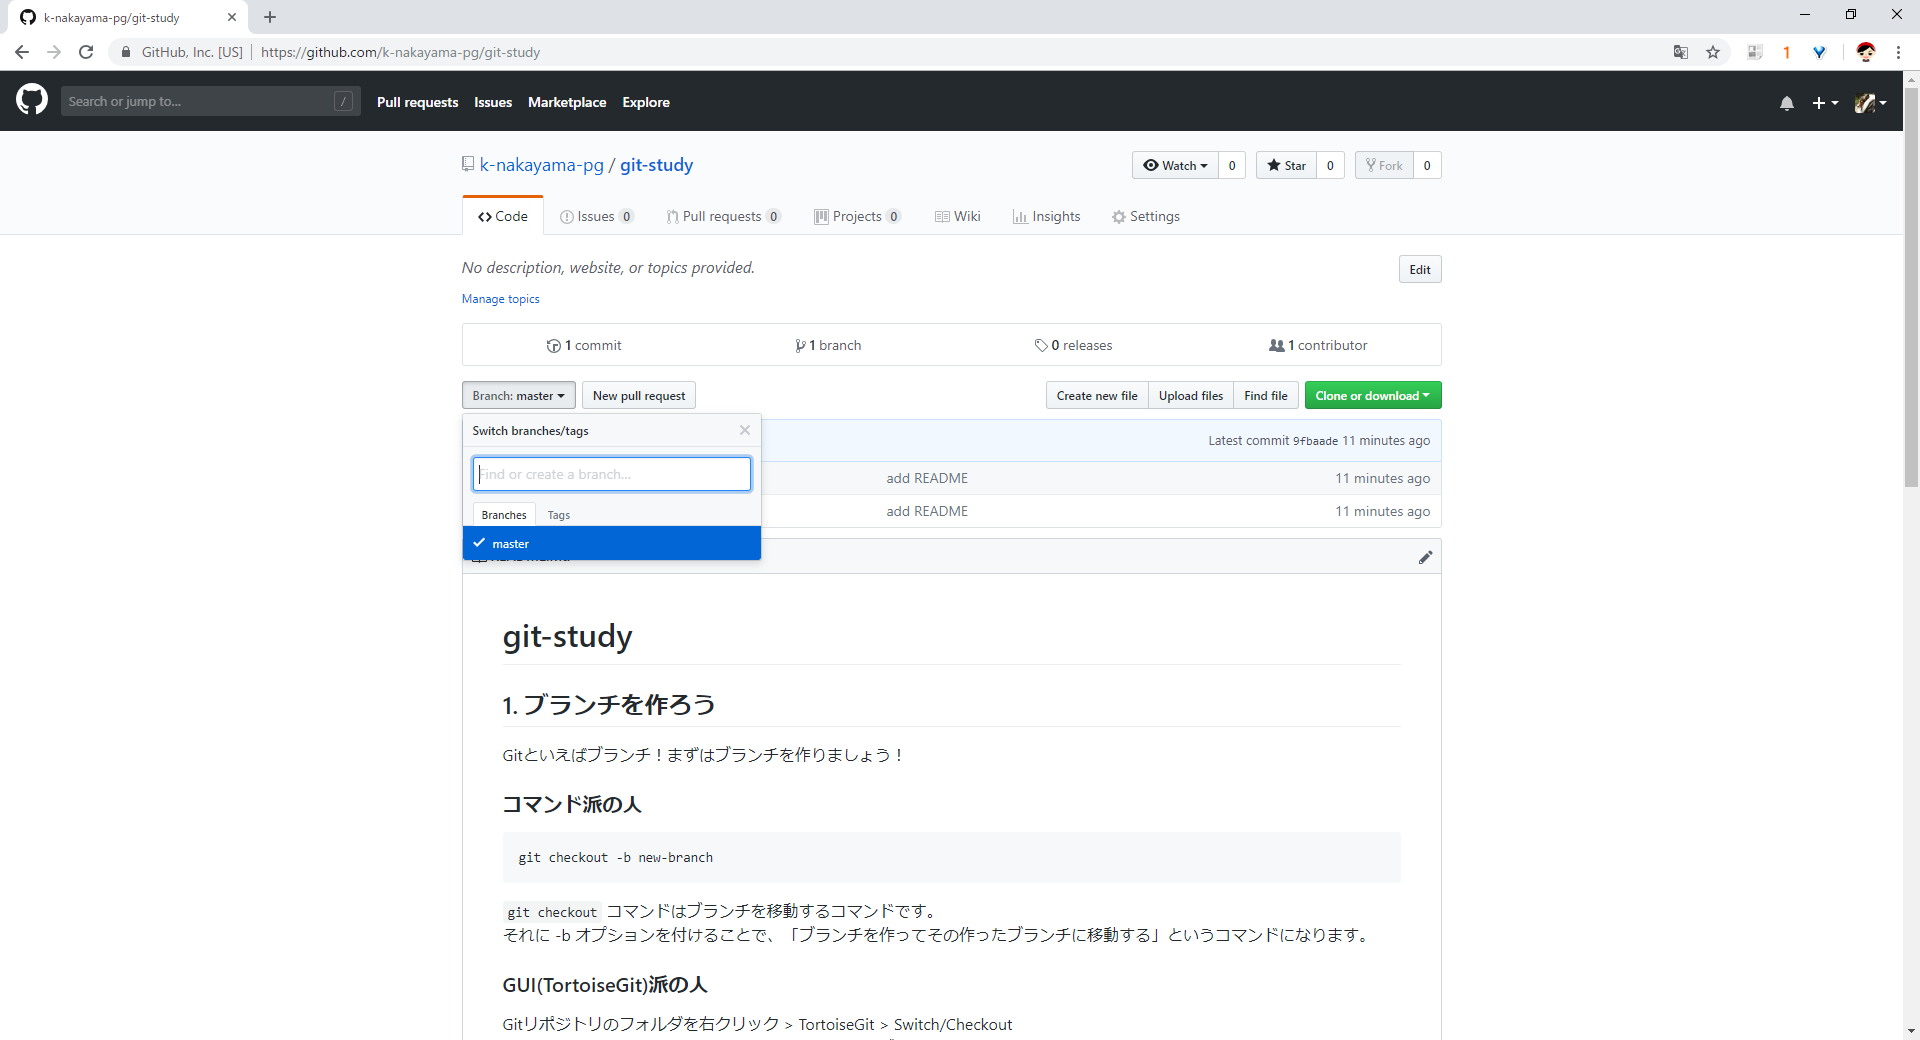 k-nakayama-pg/git-study
GitHub, Inc. [US] https://github.com/k-nakayama-pg/git-study
1
Search or jump to... /
Pull requests Issues Marketplace Explore
k-nakayama-pg / git-study
Watch 0 Star 0 Fork 0
Code Issues 0 Pull requests 0 Projects 0 Wiki Insights Settings
No description, website, or topics provided.
Edit
Manage topics
1 commit 1 branch 0 releases 1 contributor
Branch: master New pull request Create new file Upload files Find file Clone or download
Switch branches/tags
Latest commit 9fbaade 11 minutes ago
Find or create a branch...
add README 11 minutes ago
add README 11 minutes ago
Branches Tags
master
git-study
1. ブランチを作ろう
Gitといえばブランチ！まずはブランチを作りましょう！
コマンド派の人
git checkout -b new-branch
git checkout コマンドはブランチを移動するコマンドです。
それに -b オプションを付けることで、「ブランチを作ってその作ったブランチに移動する」というコマンドになります。
GUI(TortoiseGit)派の人
Gitリポジトリのフォルダを右クリック > TortoiseGit > Switch/Checkout